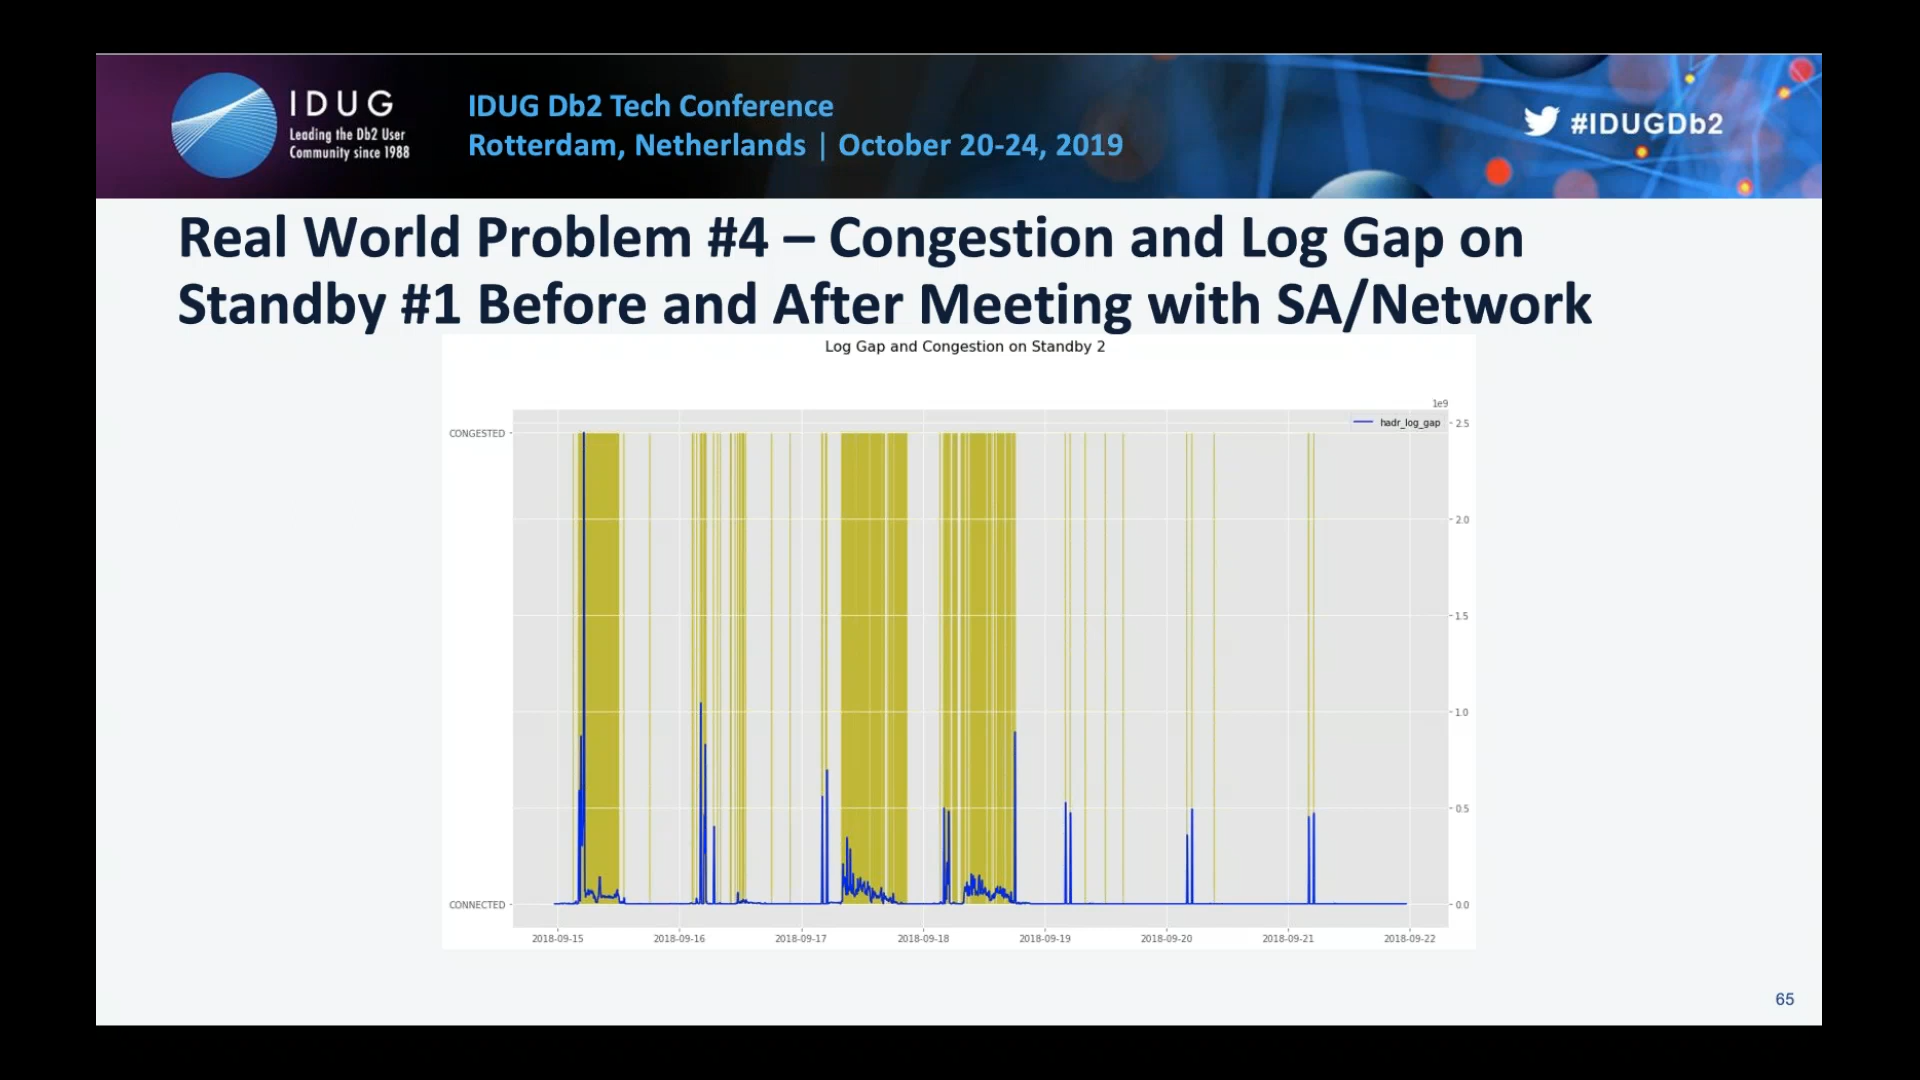 IDUG
Leading the Db2 User
Community since 1988
IDUG Db2 Tech Conference
Rotterdam, Netherlands | October 20-24, 2019
#IDUGDb2
Real World Problem #4 – Congestion and Log Gap on
Standby #1 Before and After Meeting with SA/Network
Log Gap and Congestion on Standby 2
1e9
hadr_log_gap
CONGESTED
CONNECTED
2.5
2.0
1.5
1.0
0.5
0.0
2018-09-15 2018-09-16 2018-09-17 2018-09-18 2018-09-19 2018-09-20 2018-09-21 2018-09-22
65